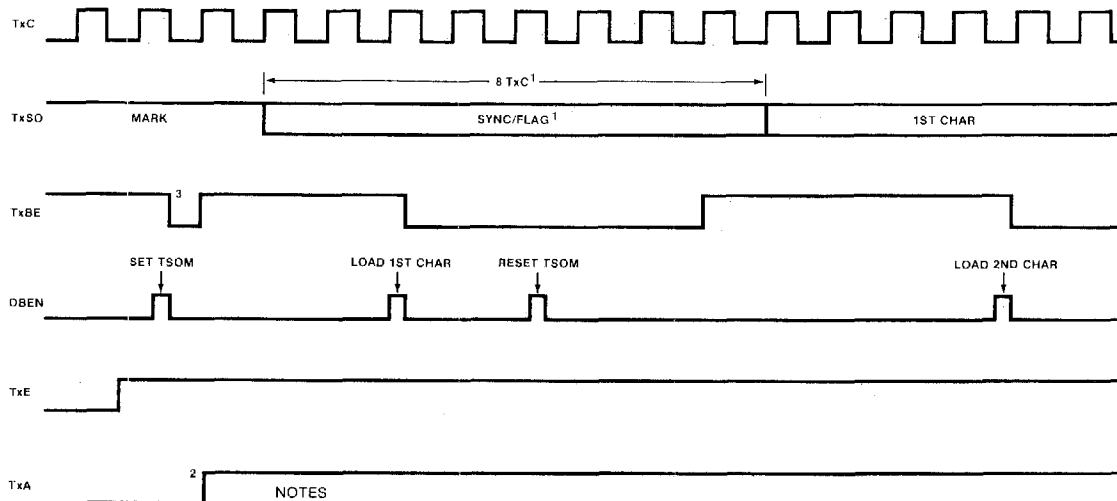 TxC
8 TxC1
TxSO
MARK
SYNC/FLAG1
1ST CHAR
3
TxBE
SET TSOM
LOAD 1ST CHAR
RESET TSOM
LOAD 2ND CHAR
DBEN
TxE
2
TxA
NOTES